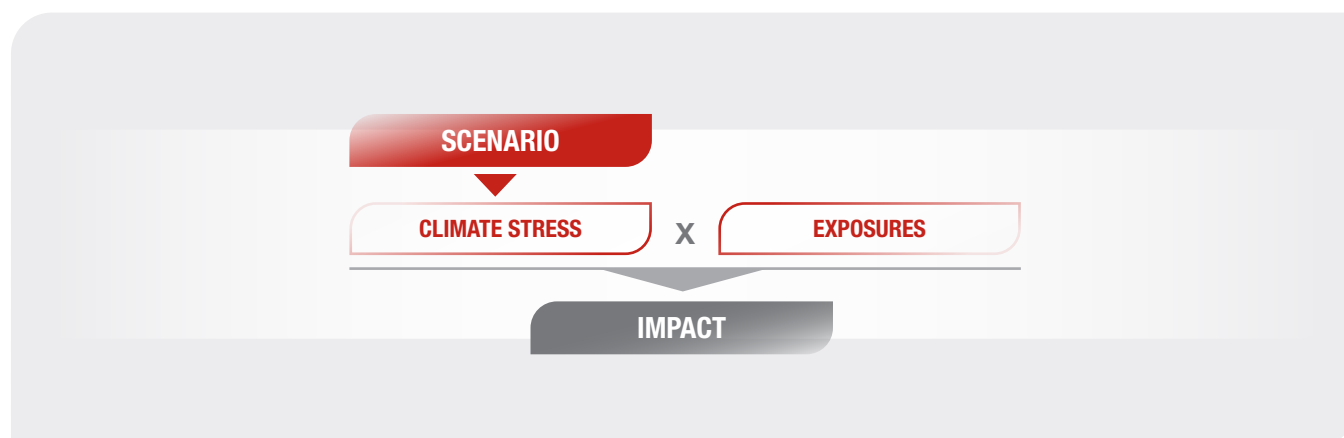 SCENARIO
CLIMATE STRESS X EXPOSURES
IMPACT